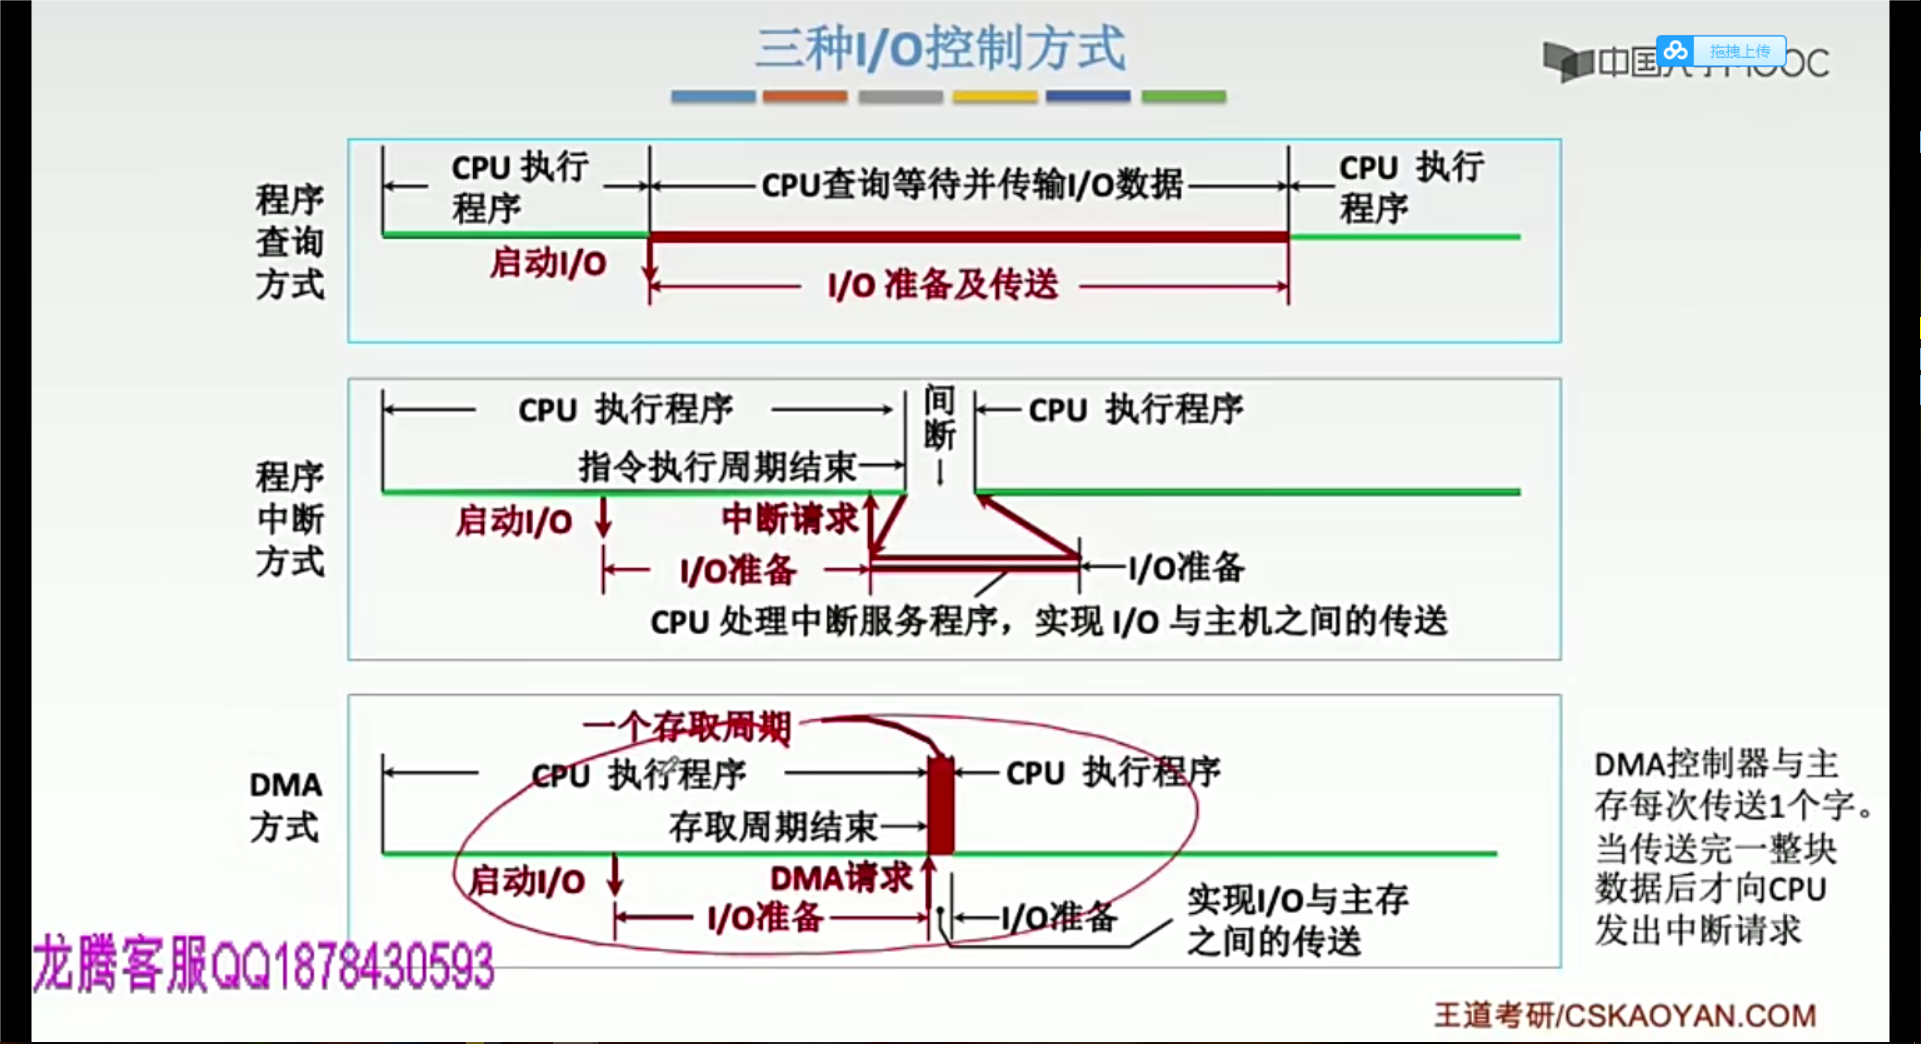 三种I/O控制方式
拖拽上传
中国
MOOC
程序
查询
方式
CPU 执行
程序
CPU查询等待并传输I/O数据
CPU 执行
程序
启动I/O
I/O 准备及传送
程序
中断
方式
CPU 执行程序
间
断
CPU 执行程序
指令执行周期结束
启动I/O
中断请求
I/O准备
I/O准备
CPU 处理中断服务程序，实现 I/O 与主机之间的传送
DMA
方式
一个存取周期
CPU 执行程序
CPU 执行程序
存取周期结束
启动I/O
DMA请求
I/O准备
I/O准备
实现I/O与主存
之间的传送
DMA控制器与主
存每次传送1个字。
当传送完一整块
数据后才向CPU
发出中断请求
龙腾客服QQ1878430593
王道考研/CSKAOYAN.COM